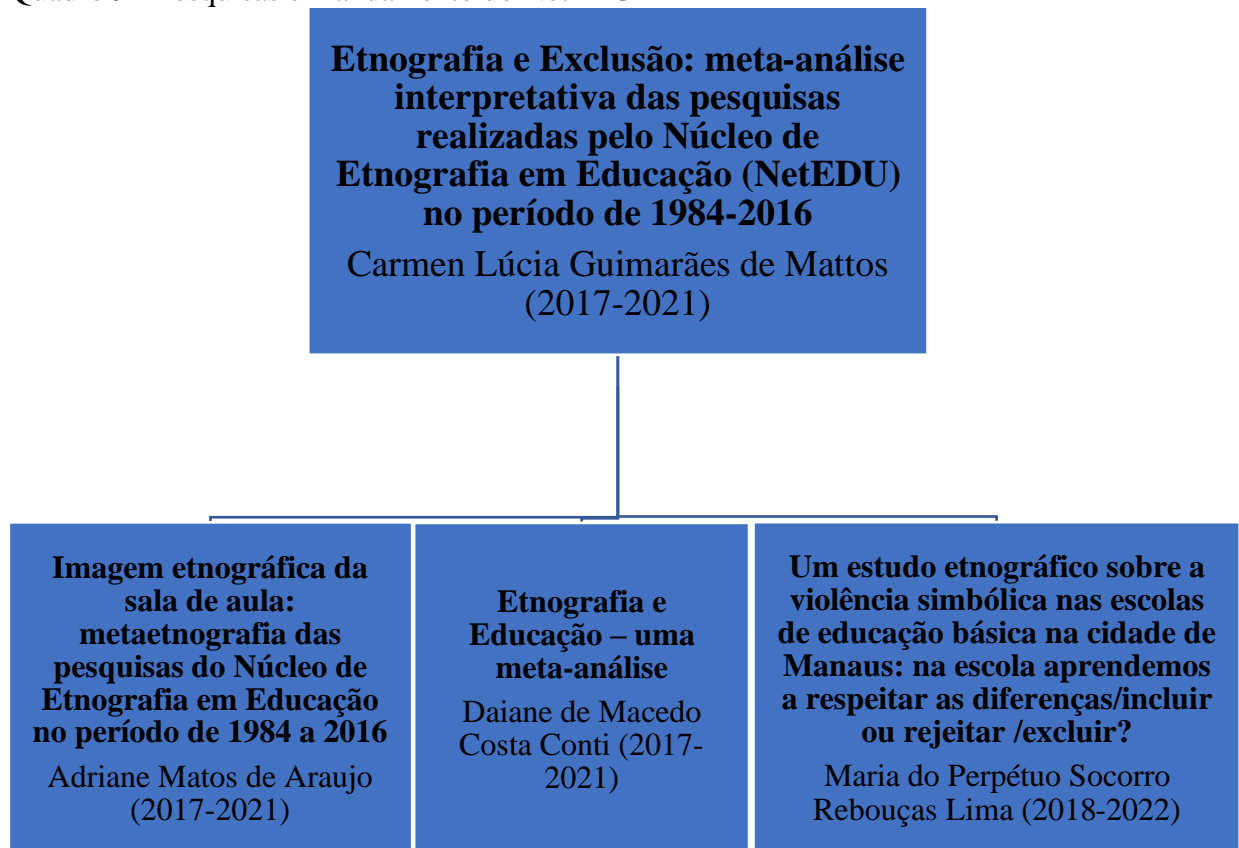 Etnografia e Exclusão: meta-análise
interpretativa das pesquisas
realizadas pelo Núcleo de
Etnografia em Educação (NetEDU)
no período de 1984-2016
Carmen Lúcia Guimarães de Mattos
(2017-2021)
Imagem etnográfica da
sala de aula:
metaetnografia das
pesquisas do Núcleo de
Etnografia em Educação
no período de 1984 a 2016
Adriane Matos de Araujo
(2017-2021)
Etnografia e
Educação – uma
meta-análise
Daiane de Macedo
Costa Conti (2017-
2021)
Um estudo etnográfico sobre a
violência simbólica nas escolas
de educação básica na cidade de
Manaus: na escola aprendemos
a respeitar as diferenças/incluir
ou rejeitar /excluir?
Maria do Perpétuo Socorro
Rebouças Lima (2018-2022)